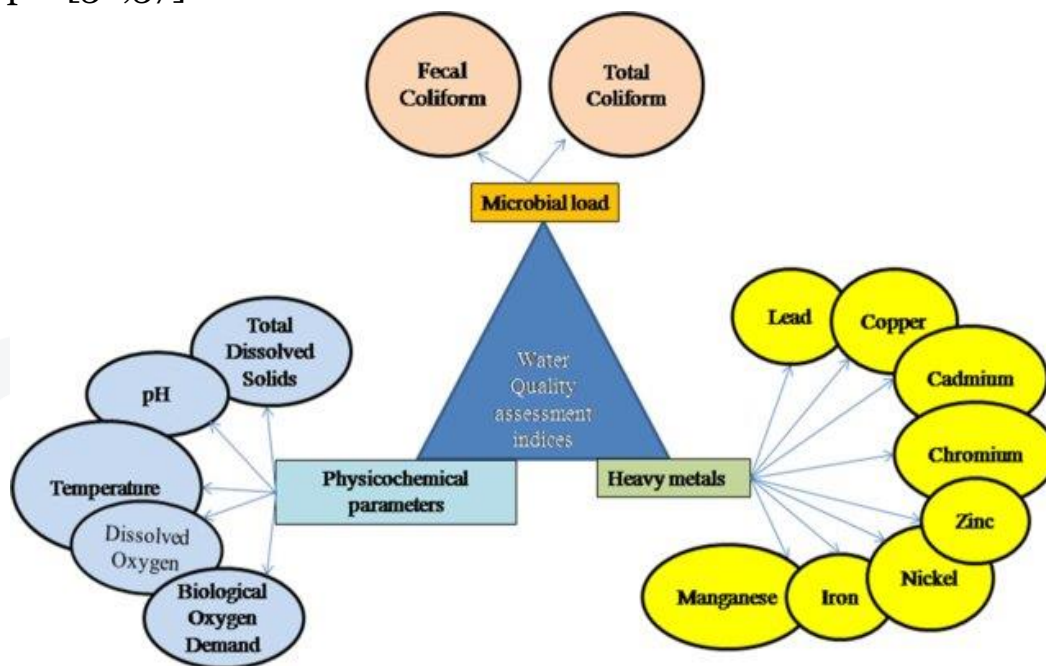 Fecal
Coliform
Total
Coliform
Microbial load
Water
Quality
assessment
indices
Total
Dissolved
Solids
pH
Temperature
Dissolved
Oxygen
Biological
Oxygen
Demand
Physicochemical
parameters
Heavy metals
Lead
Copper
Cadmium
Chromium
Zinc
Nickel
Iron
Manganese